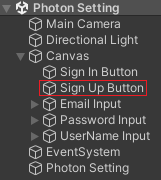 Photon Setting
Main Camera
Directional Light
Canvas
Sign In Button
Sign Up Button
Email Input
Password Input
UserName Input
EventSystem
Photon Setting